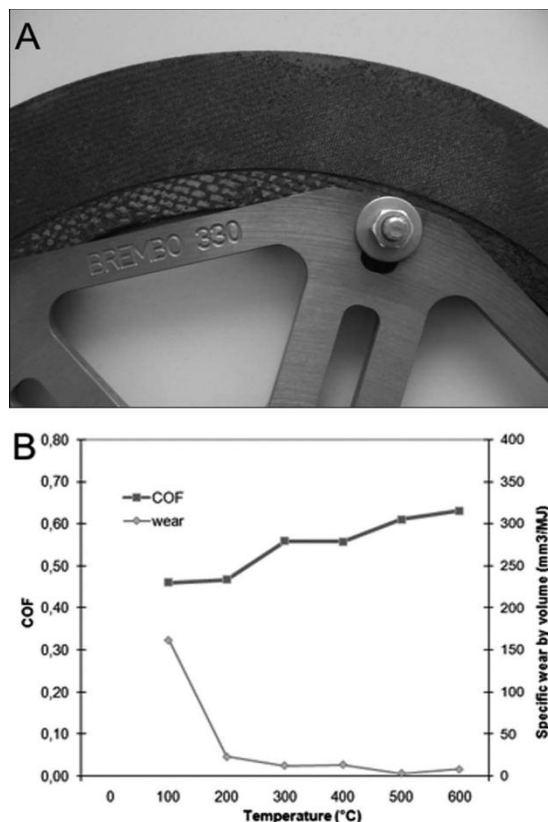 A
BREMBO 330
B
0,80
0,70
0,60
0,50
0,40
0,30
0,20
0,10
0,00
COF
COF
wear
400
350
300
250
200
150
100
50
0
Specific wear by volume (mm3/MJ)
0 100 200 300 400 500 600
Temperature (°C)